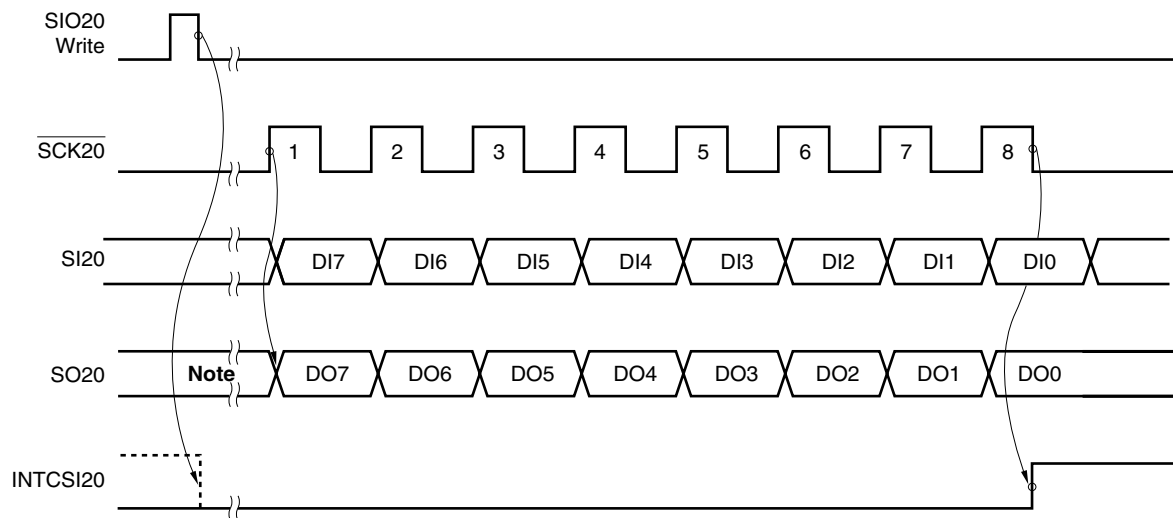 SIO20
Write
SCK20
1 2 3 4 5 6 7 8
SI20
DI7 DI6 DI5 DI4 DI3 DI2 DI1 DI0
SO20
Note DO7 DO6 DO5 DO4 DO3 DO2 DO1 DO0
INTCSI20